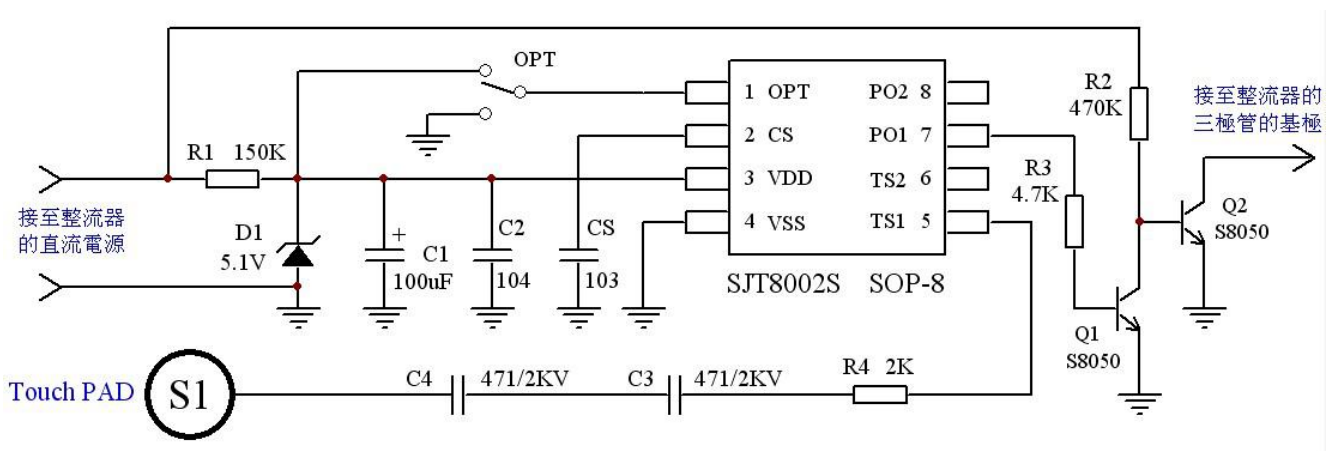 OPT
1 OPT
PO2 8
2 CS
PO1 7
3 VDD
TS2 6
4 VSS
TS1 5
SJT8002S SOP-8
R1 150K
接至整流器
的直流電源
D1
5.1V
+
C1
100uF
C2
104
CS
103
R2
470K
接至整流器的
三極管的基極
R3
4.7K
Q2
S8050
Q1
S8050
Touch PAD
S1
C4 471/2KV
C3 471/2KV
R4 2K